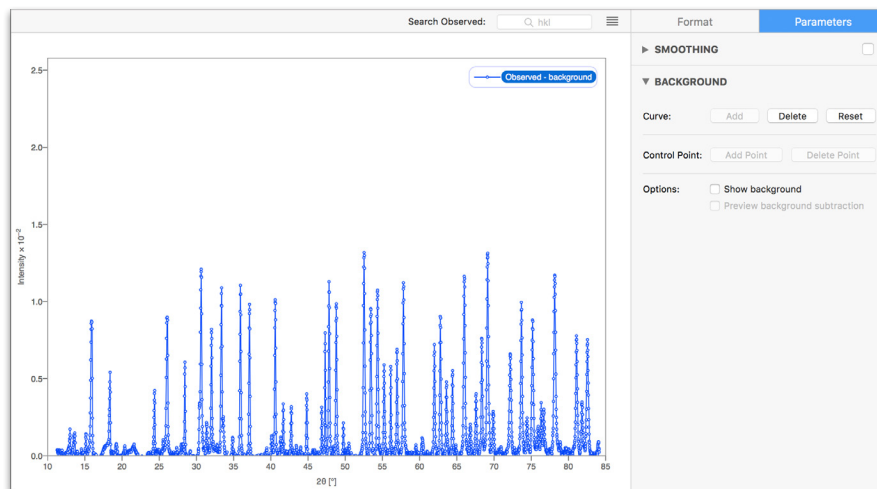 Search Observed: hkl
Format Parameters
SMOOTHING
BACKGROUND
Curve: Add Delete Reset
Control Point: Add Point Delete Point
Options: Show background
Preview background subtraction
Observed - background
Intensity × 10⁻²
2.5
2.0
1.5
1.0
0.5
0.0
10 15 20 25 30 35 40 45 50 55 60 65 70 75 80 85
2θ [°]